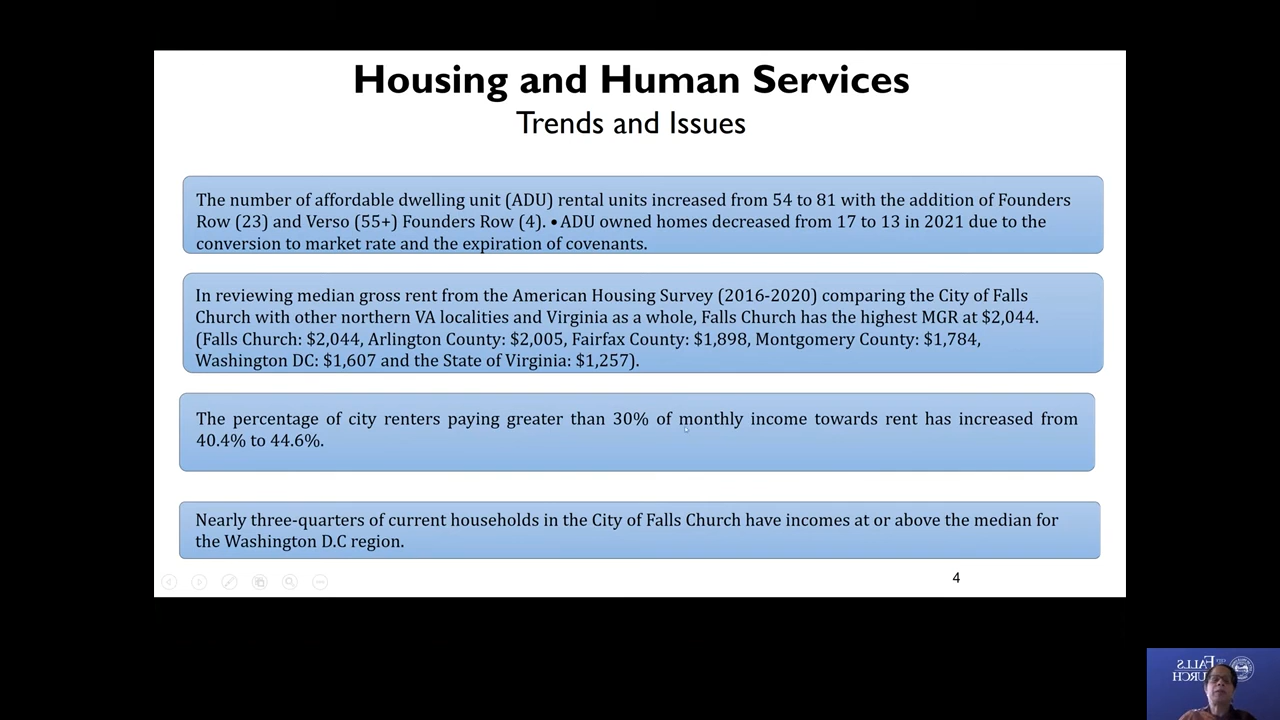 Housing and Human Services
Trends and Issues
The number of affordable dwelling unit (ADU) rental units increased from 54 to 81 with the addition of Founders
Row (23) and Verso (55+) Founders Row (4). •ADU owned homes decreased from 17 to 13 in 2021 due to the
conversion to market rate and the expiration of covenants.
In reviewing median gross rent from the American Housing Survey (2016-2020) comparing the City of Falls
Church with other northern VA localities and Virginia as a whole, Falls Church has the highest MGR at $2,044.
(Falls Church: $2,044, Arlington County: $2,005, Fairfax County: $1,898, Montgomery County: $1,784,
Washington DC: $1,607 and the State of Virginia: $1,257).
The percentage of city renters paying greater than 30% of monthly income towards rent has increased from
40.4% to 44.6%.
Nearly three-quarters of current households in the City of Falls Church have incomes at or above the median for
the Washington D.C region.
4
FALLS